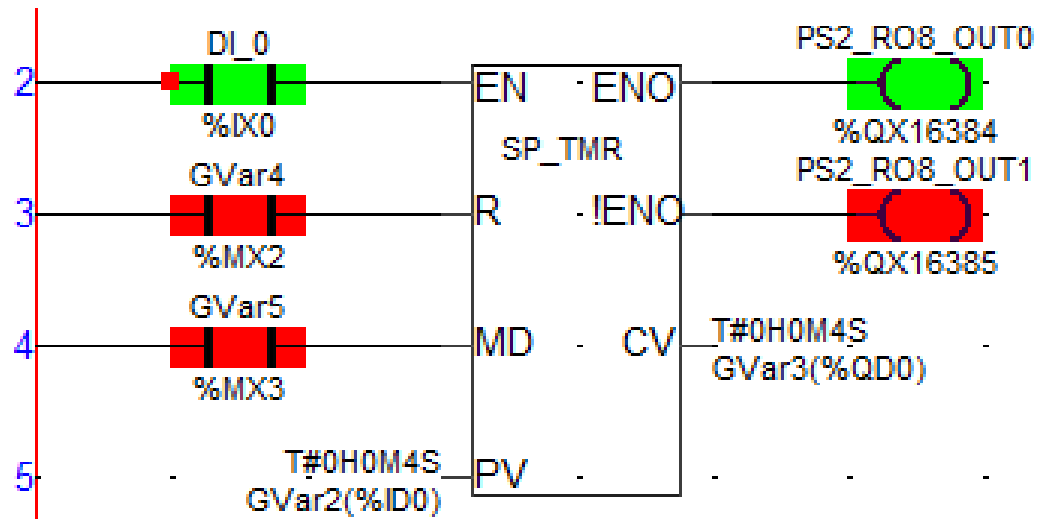 DI_0
PS2_RO8_OUT0
2
EN
ENO
%IX0
%QX16384
SP_TMR
GVar4
PS2_RO8_OUT1
3
R
!ENO
%MX2
%QX16385
GVar5
4
MD
CV
T#0H0M4S
GVar3(%QD0)
%MX3
T#0H0M4S
5
PV
GVar2(%ID0)